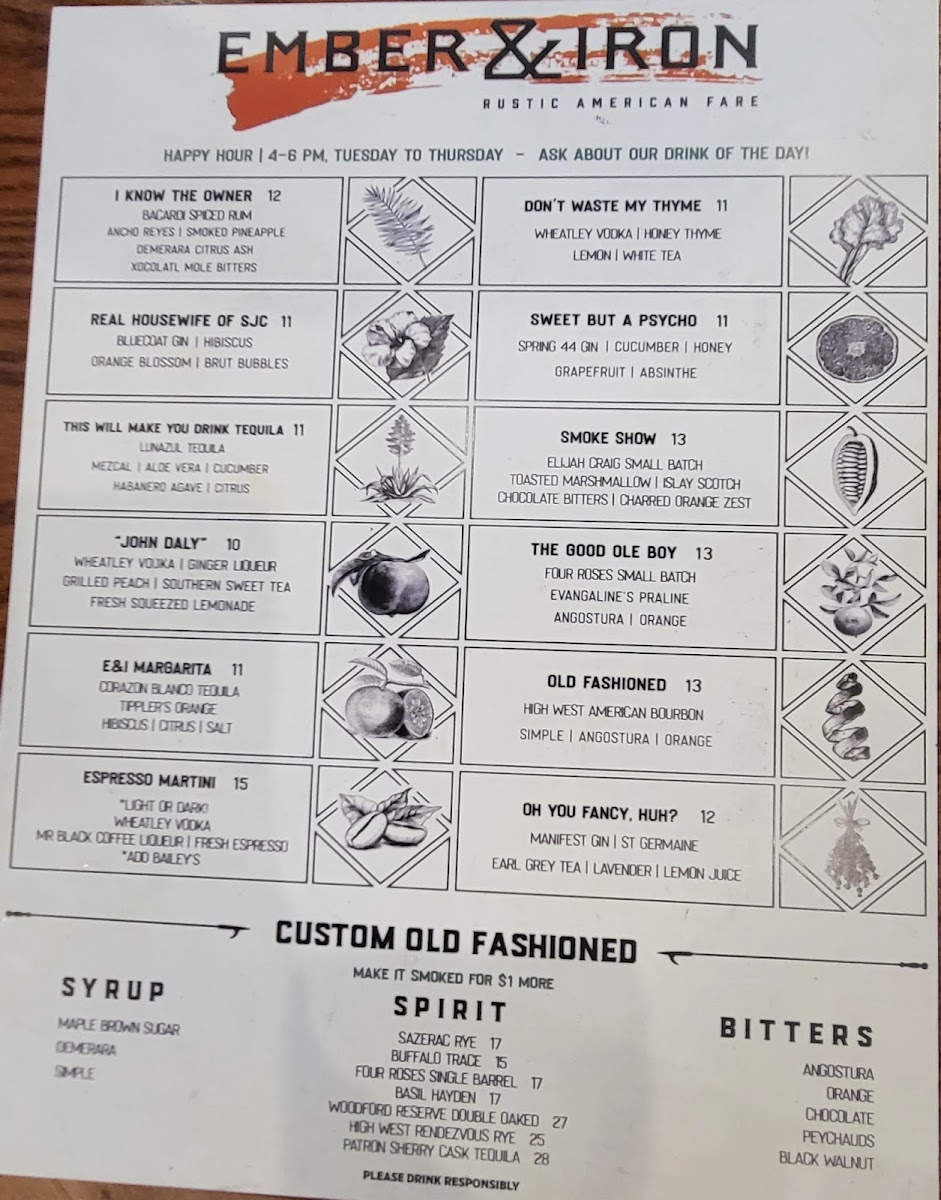 EMBER & IRON
RUSTIC AMERICAN FARE
HAPPY HOUR | 4-6 PM, TUESDAY TO THURSDAY - ASK ABOUT OUR DRINK OF THE DAY!
I KNOW THE OWNER 12
BACARDI SPICED RUM
ANCHO REYES | SMOKED PINEAPPLE
DEMERARA CITRUS ASH
XOCOLATL MOLE BITTERS
DON'T WASTE MY THYME 11
WHEATLEY VODKA | HONEY THYME
LEMON | WHITE TEA
REAL HOUSEWIFE OF SJC 11
BLUECOAT GIN | HIBISCUS
ORANGE BLOSSOM | BRUT BUBBLES
SWEET BUT A PSYCHO 11
SPRING 44 GIN | CUCUMBER | HONEY
GRAPEFRUIT | ABSINTHE
THIS WILL MAKE YOU DRINK TEQUILA 11
LUNAZUL TEQUILA
MEZCAL | ALOE VERA | CUCUMBER
HABANERO AGAVE | CITRUS
SMOKE SHOW 13
ELIJAH CRAIG SMALL BATCH
TOASTED MARSHMALLOW | ISLAY SCOTCH
CHOCOLATE BITTERS | CHARRED ORANGE ZEST
"JOHN DALY" 10
WHEATLEY VODKA | GINGER LIQUEUR
GRILLED PEACH | SOUTHERN SWEET TEA
FRESH SQUEEZED LEMONADE
THE GOOD OLE BOY 13
FOUR ROSES SMALL BATCH
EVANGALINE'S PRALINE
ANGOSTURA | ORANGE
E&I MARGARITA 11
CORAZON BLANCO TEQUILA
TIPPLER'S ORANGE
HIBISCUS | CITRUS | SALT
OLD FASHIONED 13
HIGH WEST AMERICAN BOURBON
SIMPLE | ANGOSTURA | ORANGE
ESPRESSO MARTINI 15
*LIGHT OR DARK!
WHEATLEY VODKA
MR BLACK COFFEE LIQUEUR | FRESH ESPRESSO
*ADD BAILEY'S
OH YOU FANCY, HUH? 12
MANIFEST GIN | ST GERMAINE
EARL GREY TEA | LAVENDER | LEMON JUICE
CUSTOM OLD FASHIONED
MAKE IT SMOKED FOR $1 MORE
SYRUP
MAPLE BROWN SUGAR
DEMERARA
SIMPLE
SPIRIT
SAZERAC RYE 17
BUFFALO TRACE 15
FOUR ROSES SINGLE BARREL 17
BASIL HAYDEN 17
WOODFORD RESERVE DOUBLE OAKED 27
HIGH WEST RENDEZVOUS RYE 25
PATRON SHERRY CASK TEQUILA 28
BITTERS
ANGOSTURA
ORANGE
CHOCOLATE
PEYCHAUDS
BLACK WALNUT
PLEASE DRINK RESPONSIBLY